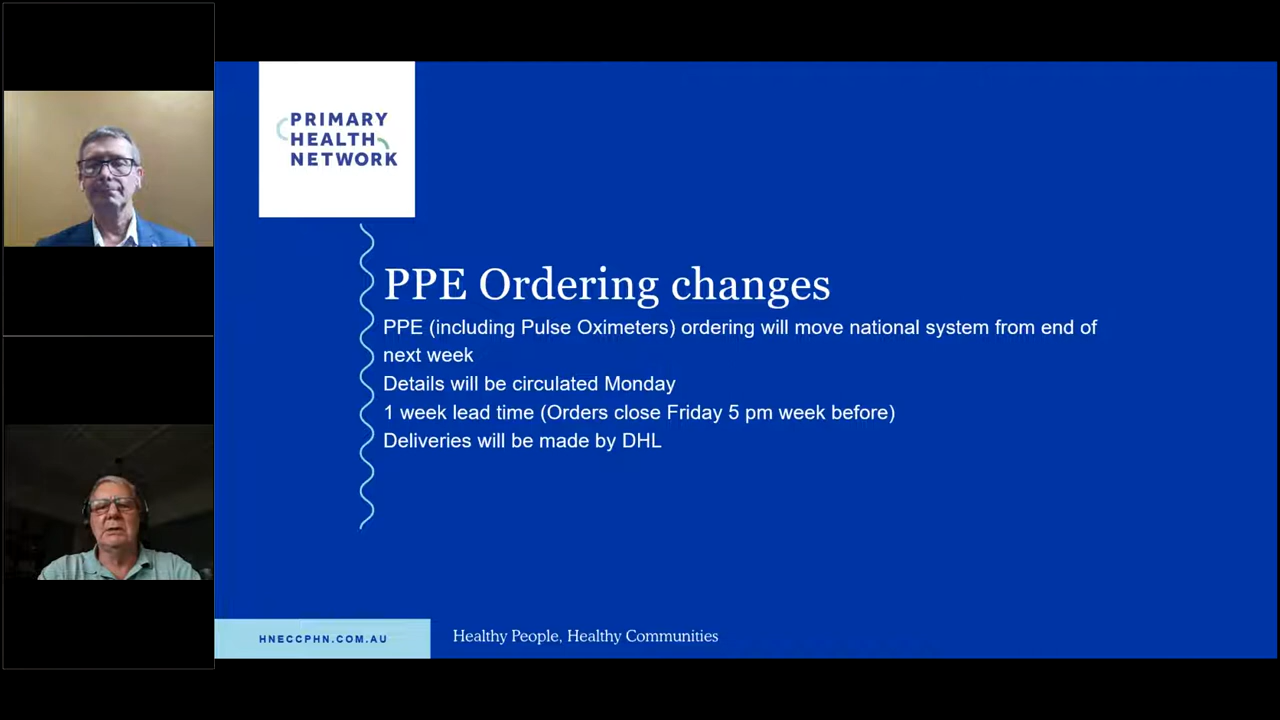 PRIMARY
HEALTH
NETWORK
PPE Ordering changes
PPE (including Pulse Oximeters) ordering will move national system from end of
next week
Details will be circulated Monday
1 week lead time (Orders close Friday 5 pm week before)
Deliveries will be made by DHL
HNECCPHN.COM.AU
Healthy People, Healthy Communities